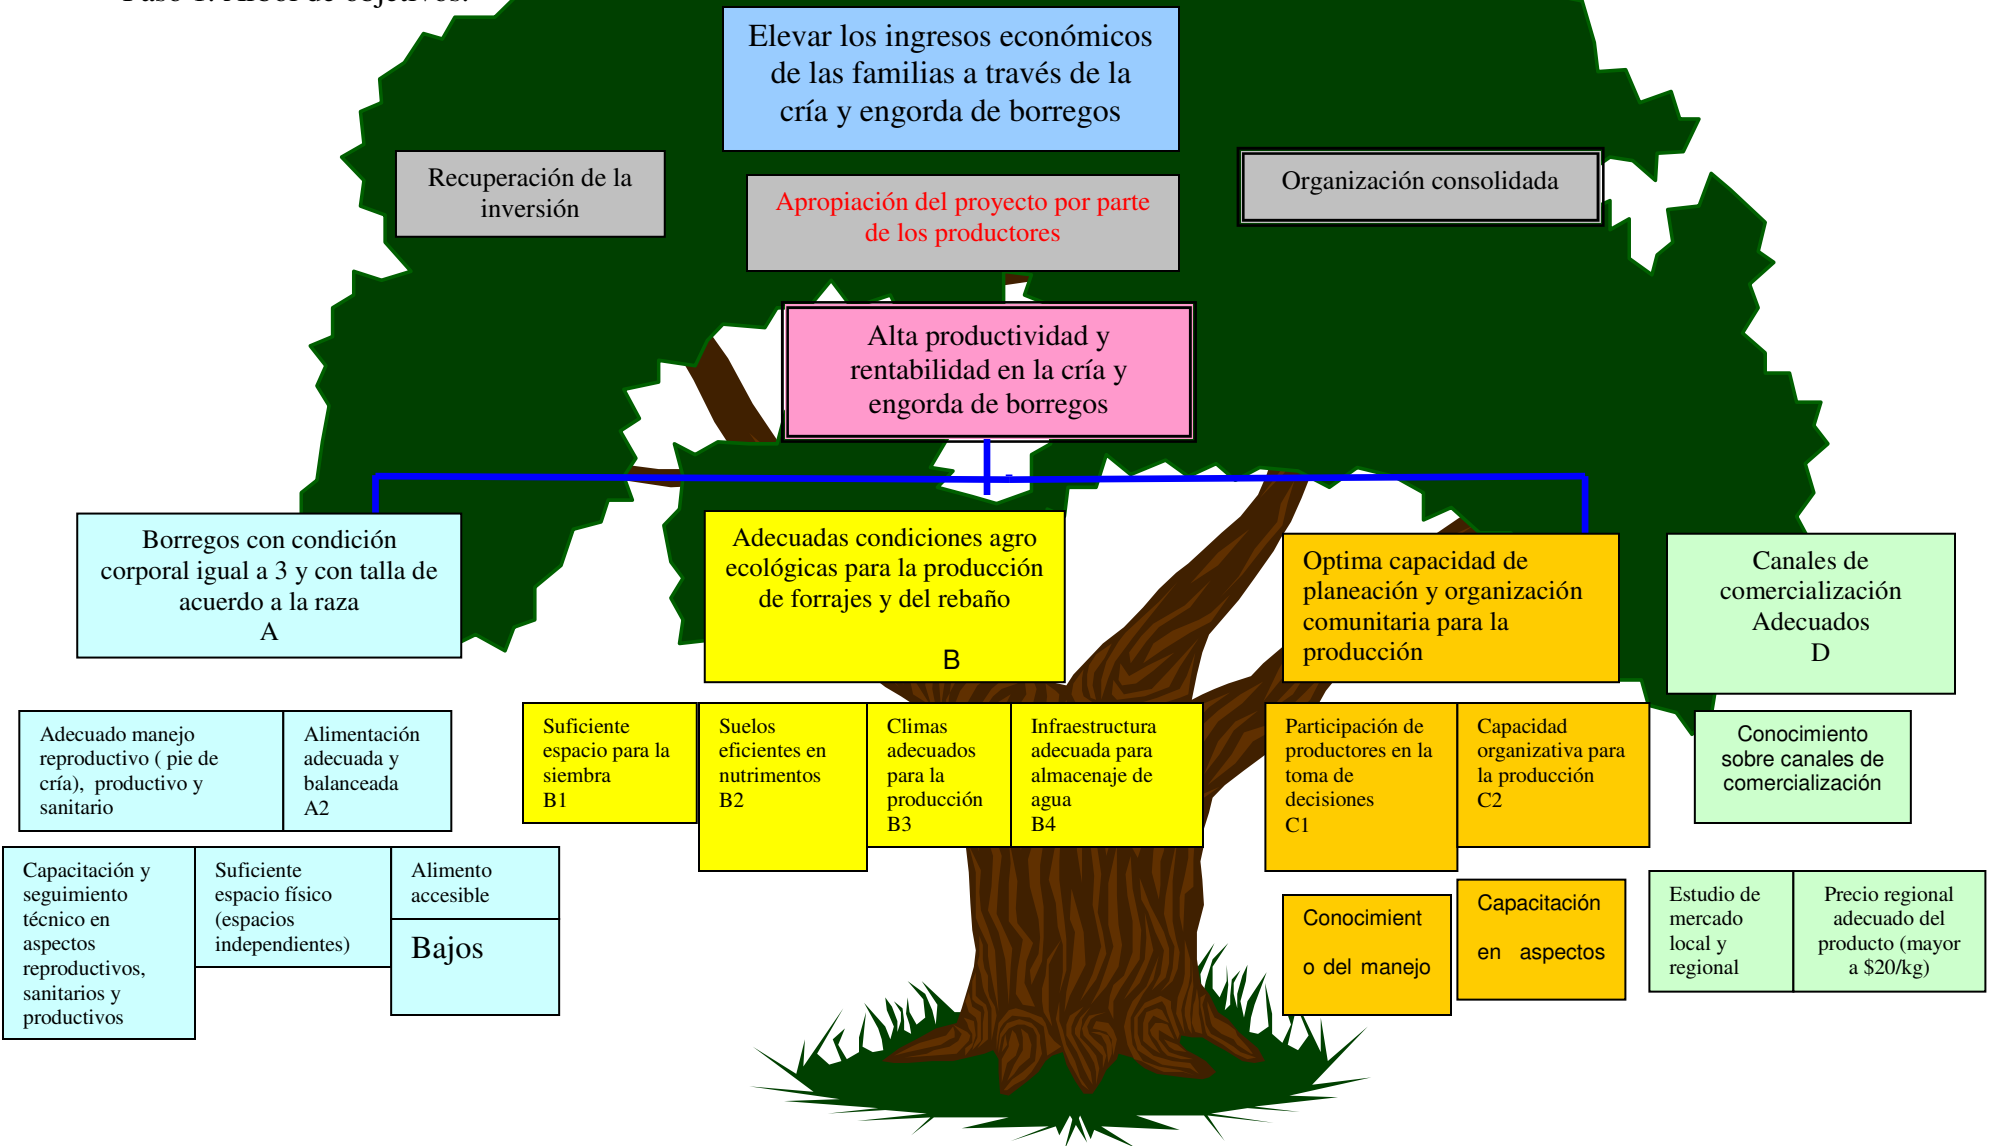 Paso 1. Árbol de objetivos.
Elevar los ingresos económicos
de las familias a través de la
cría y engorda de borregos
Recuperación de la
inversión
Apropiación del proyecto por parte
de los productores
Organización consolidada
Alta productividad y
rentabilidad en la cría y
engorda de borregos
Borregos con condición
corporal igual a 3 y con talla de
acuerdo a la raza
A
Adecuadas condiciones agro
ecológicas para la producción
de forrajes y del rebaño
B
Optima capacidad de
planeación y organización
comunitaria para la
producción
Canales de
comercialización
Adecuados
D
Adecuado manejo
reproductivo ( pie de
cría), productivo y
sanitario
Alimentación
adecuada y
balanceada
A2
Suficiente
espacio para la
siembra
B1
Suelos
eficientes en
nutrimentos
B2
Climas
adecuados
para la
producción
B3
Infraestructura
adecuada para
almacenaje de
agua
B4
Participación de
productores en la
toma de
decisiones
C1
Capacidad
organizativa para
la producción
C2
Conocimiento
sobre canales de
comercialización
Capacitación y
seguimiento
técnico en
aspectos
reproductivos,
sanitarios y
productivos
Suficiente
espacio físico
(espacios
independientes)
Alimento
accesible
Bajos
Conocimient
o del manejo
Capacitación
en aspectos
Estudio de
mercado
local y
regional
Precio regional
adecuado del
producto (mayor
a $20/kg)